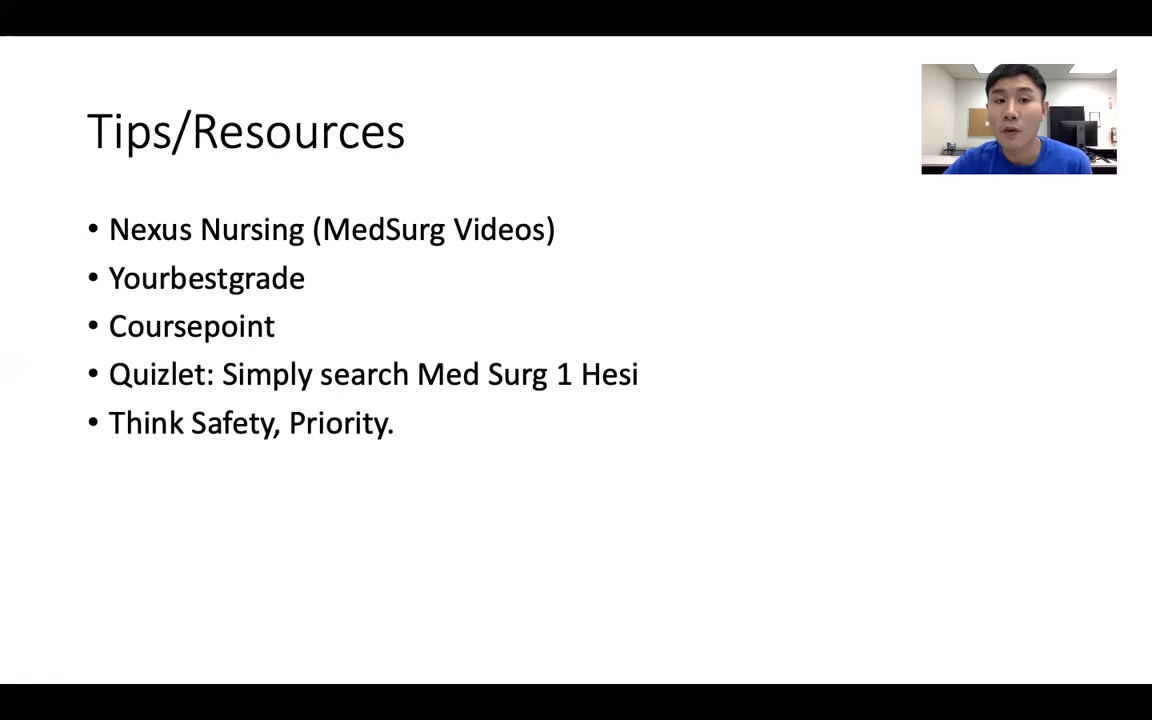 Tips/Resources
• Nexus Nursing (MedSurg Videos)
• Yourbestgrade
• Coursepoint
• Quizlet: Simply search Med Surg 1 Hesi
• Think Safety, Priority.